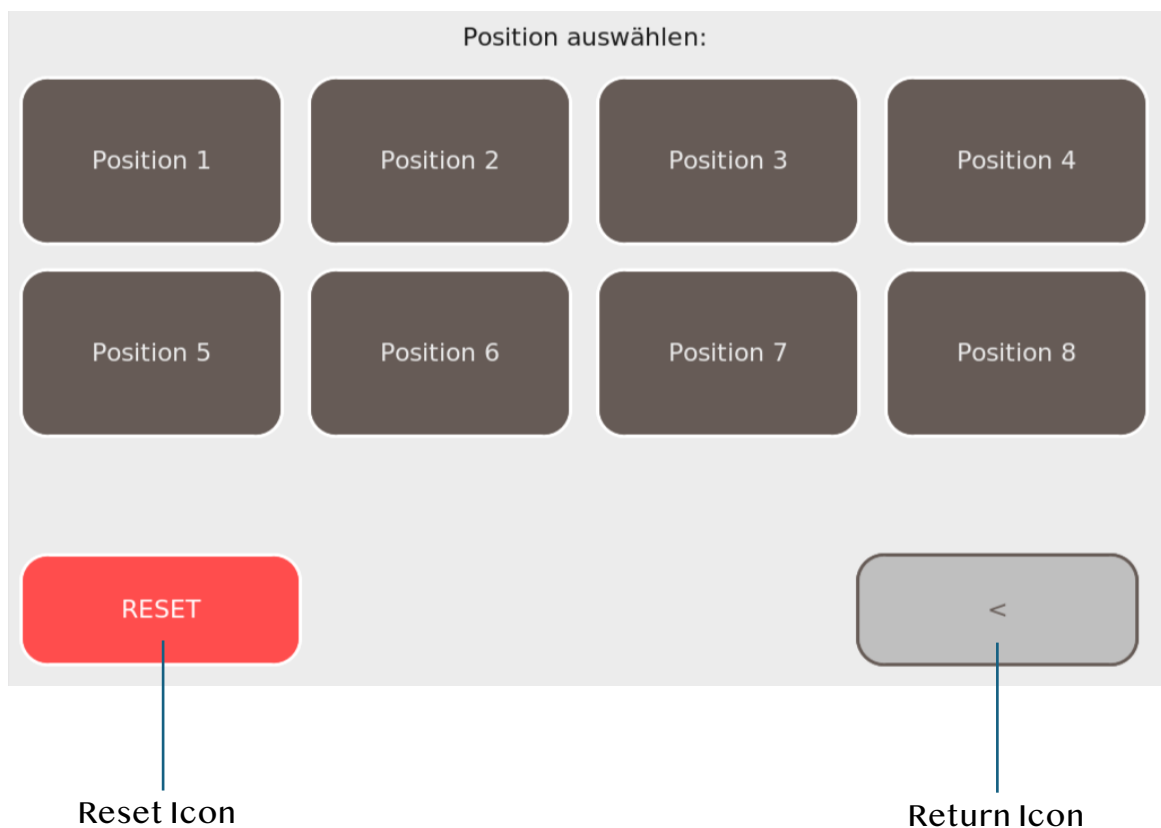 Position auswählen:
Position 1 Position 2 Position 3 Position 4
Position 5 Position 6 Position 7 Position 8
RESET <
Reset Icon Return Icon